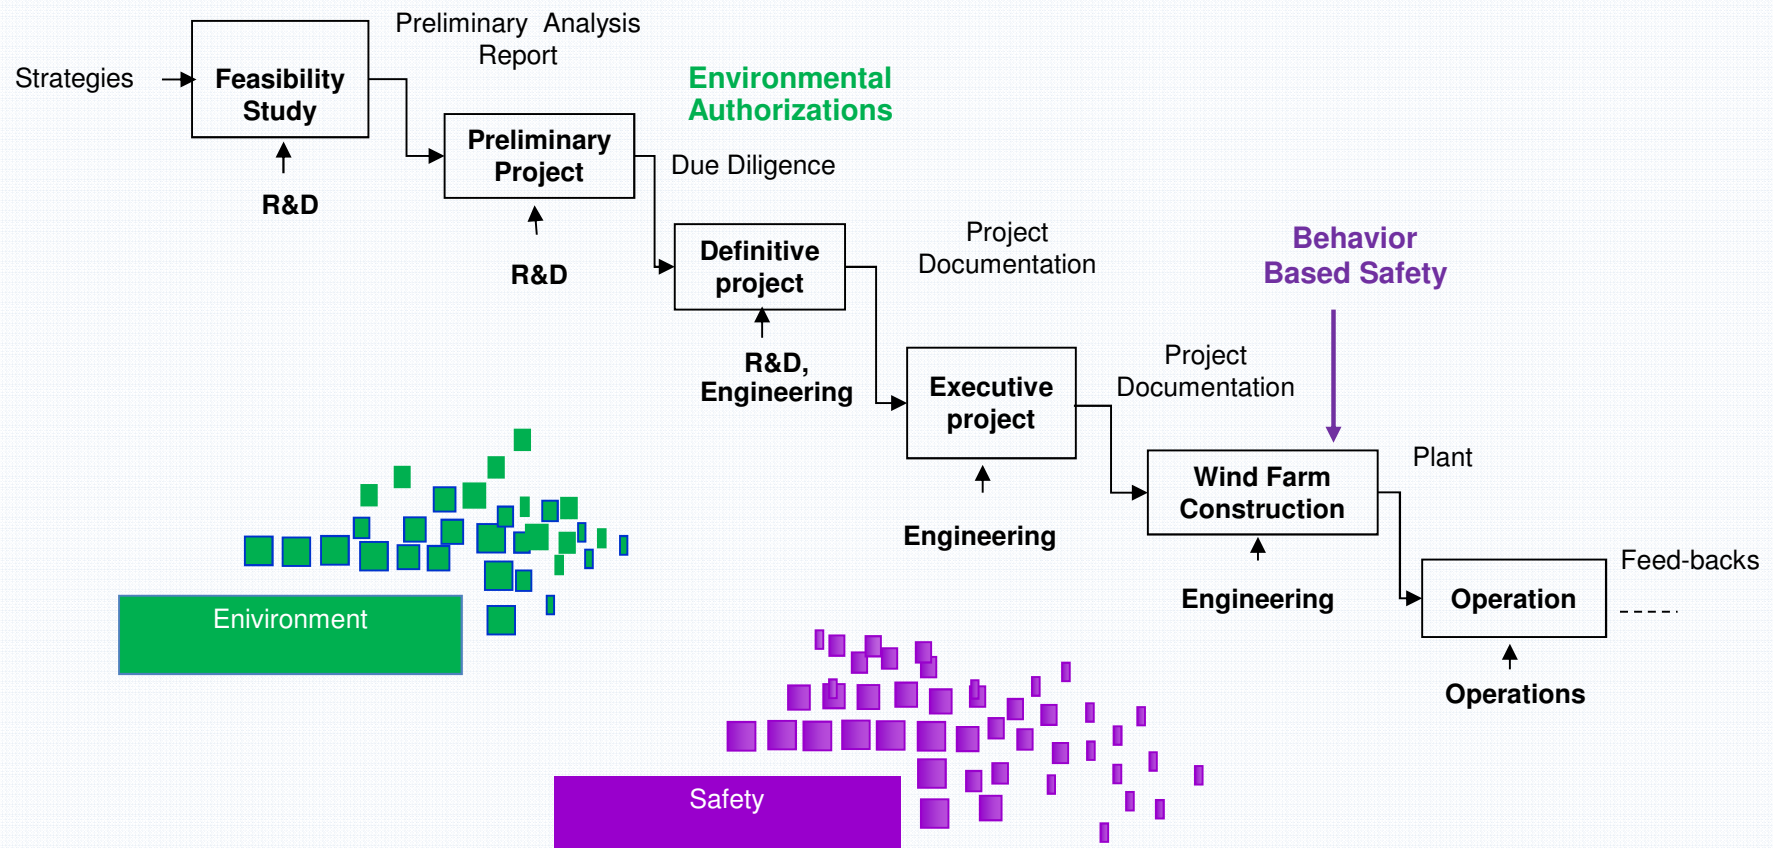 Preliminary Analysis
Report
Strategies
Feasibility
Study
Environmental
Authorizations
Preliminary
Project
Due Diligence
R&D
R&D
Definitive
project
Project
Documentation
Behavior
Based Safety
R&D,
Engineering
Executive
project
Project
Documentation
Engineering
Wind Farm
Construction
Plant
Engineering
Operation
Feed-backs
Operations
Enivironment
Safety